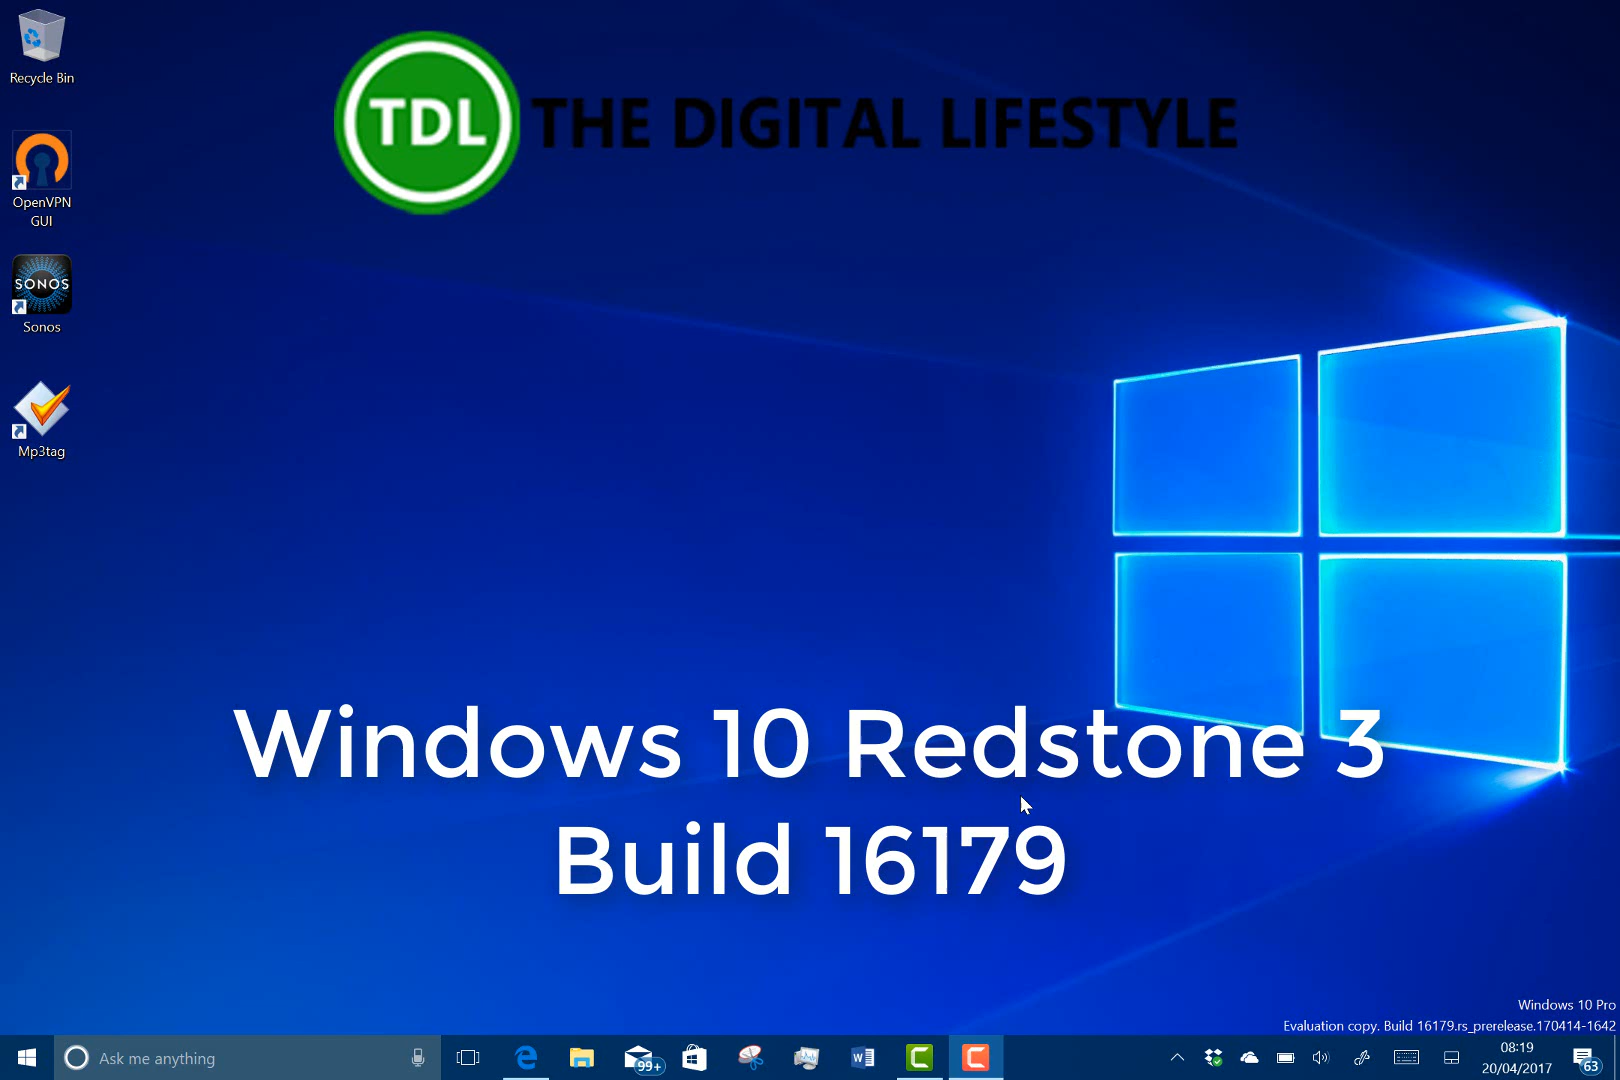 Recycle Bin
TDL THE DIGITAL LIFESTYLE
OpenVPN
GUI
SONOS
Sonos
Mp3tag
Windows 10 Redstone 3
Build 16179
Windows 10 Pro
Evaluation copy. Build 16179.rs_prerelease.170414-1642
Ask me anything
99+
08:19
20/04/2017
63